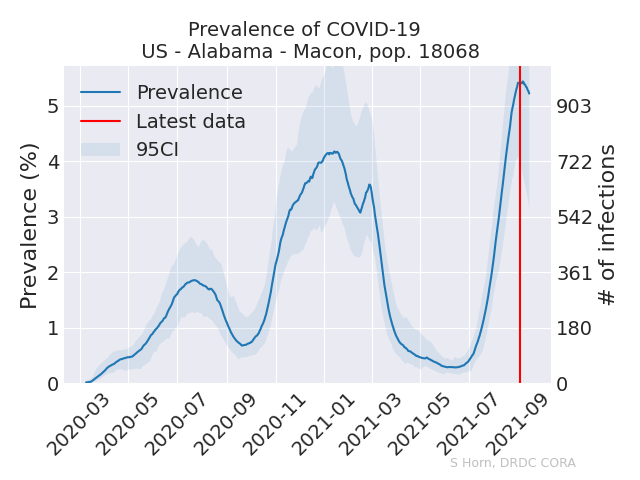 Prevalence of COVID-19
US - Alabama - Macon, pop. 18068
Prevalence
Latest data
95CI
Prevalence (%)
5
4
3
2
1
0
903
722
542
361
180
0
# of infections
2020-03
2020-05
2020-07
2020-09
2020-11
2021-01
2021-03
2021-05
2021-07
2021-09
S Horn, DRDC CORA